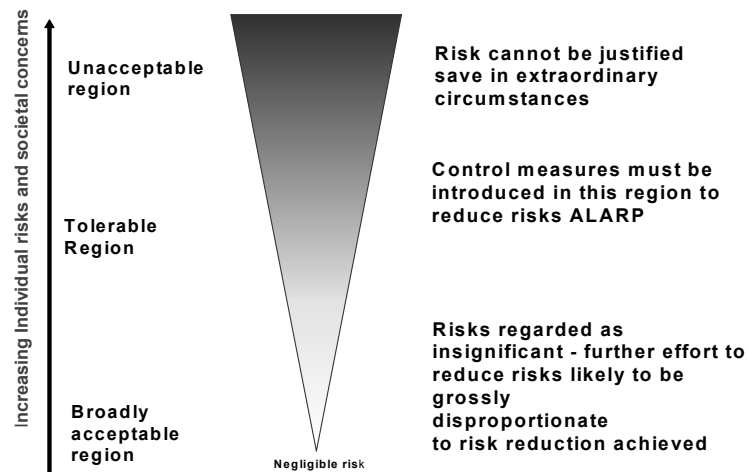 Increasing Individual risks and societal concerns
Unacceptable
region
Risk cannot be justified
save in extraordinary
circumstances
Control measures must be
introduced in this region to
reduce risks ALARP
Tolerable
Region
Risks regarded as
insignificant - further effort to
reduce risks likely to be
grossly
disproportionate
to risk reduction achieved
Broadly
acceptable
region
Negligible risk